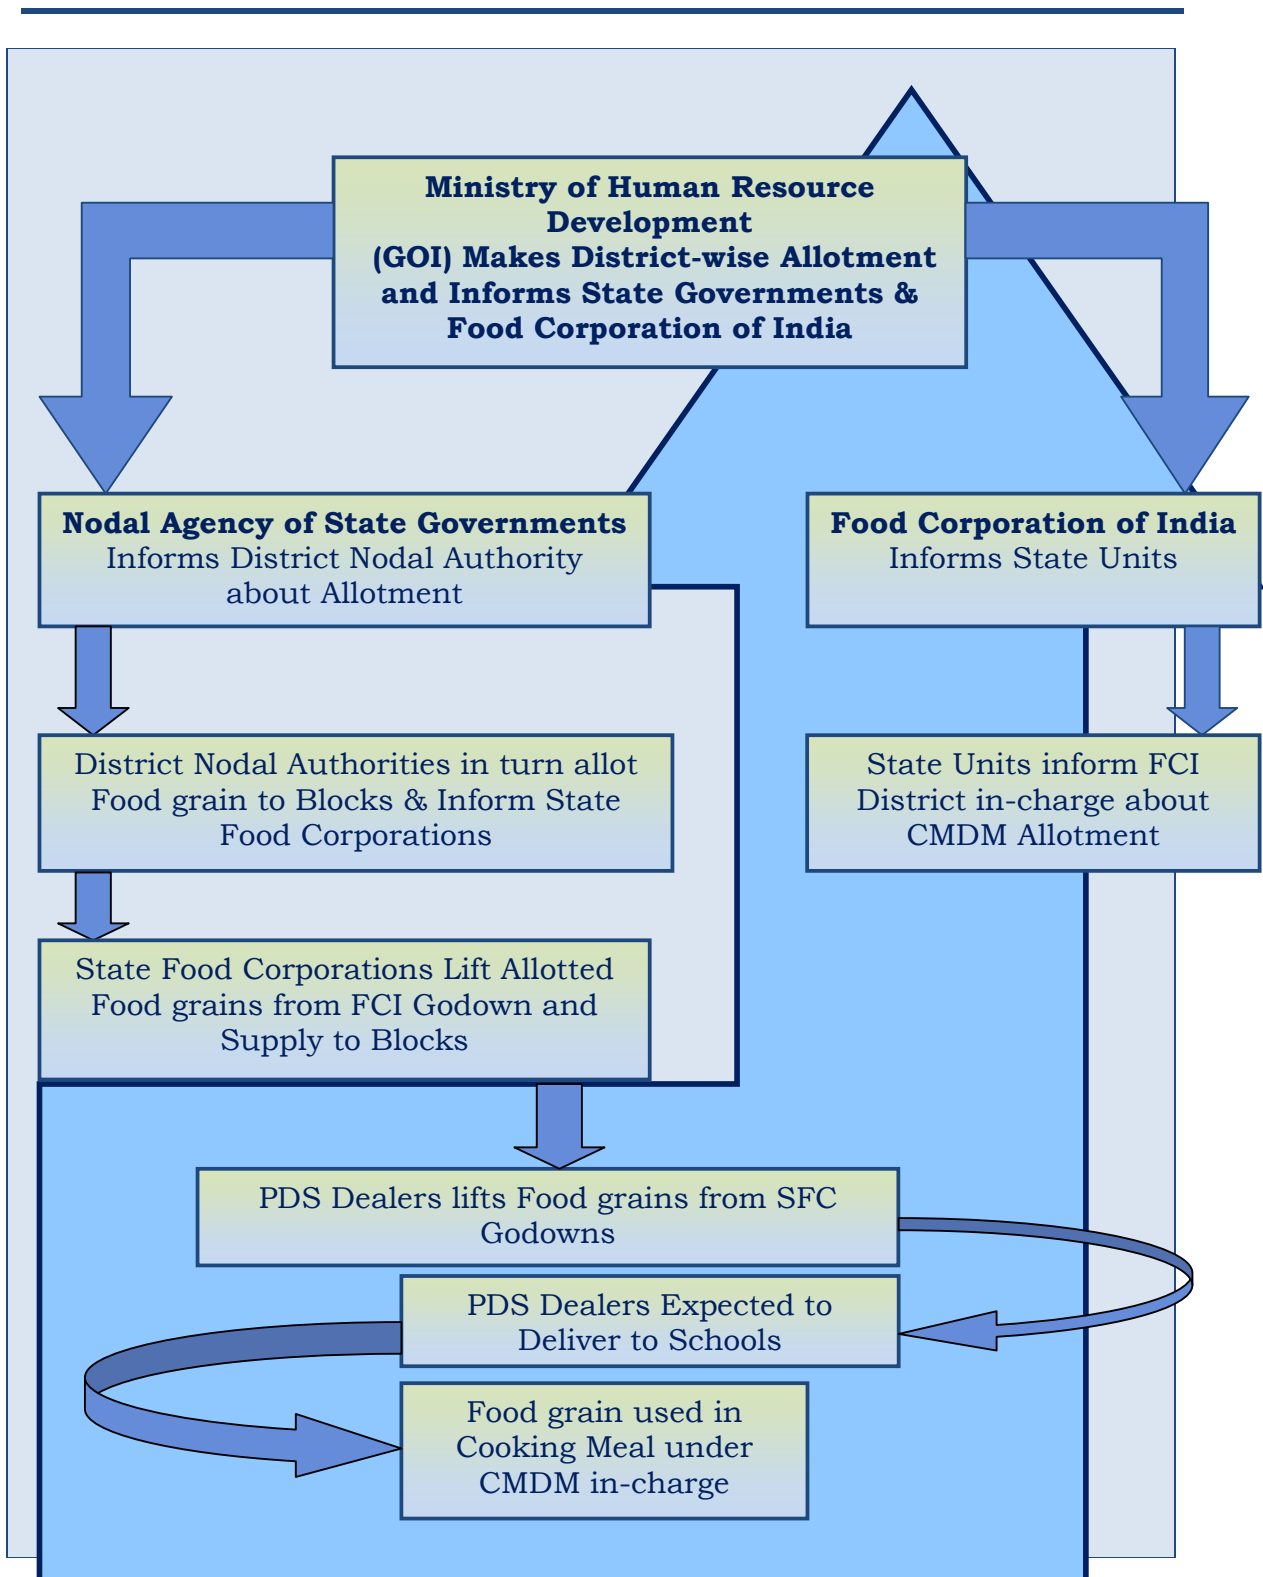 Ministry of Human Resource
Development
(GOI) Makes District-wise Allotment
and Informs State Governments &
Food Corporation of India
Nodal Agency of State Governments
Informs District Nodal Authority
about Allotment
Food Corporation of India
Informs State Units
District Nodal Authorities in turn allot
Food grain to Blocks & Inform State
Food Corporations
State Units inform FCI
District in-charge about
CMDM Allotment
State Food Corporations Lift Allotted
Food grains from FCI Godown and
Supply to Blocks
PDS Dealers lifts Food grains from SFC
Godowns
PDS Dealers Expected to
Deliver to Schools
Food grain used in
Cooking Meal under
CMDM in-charge